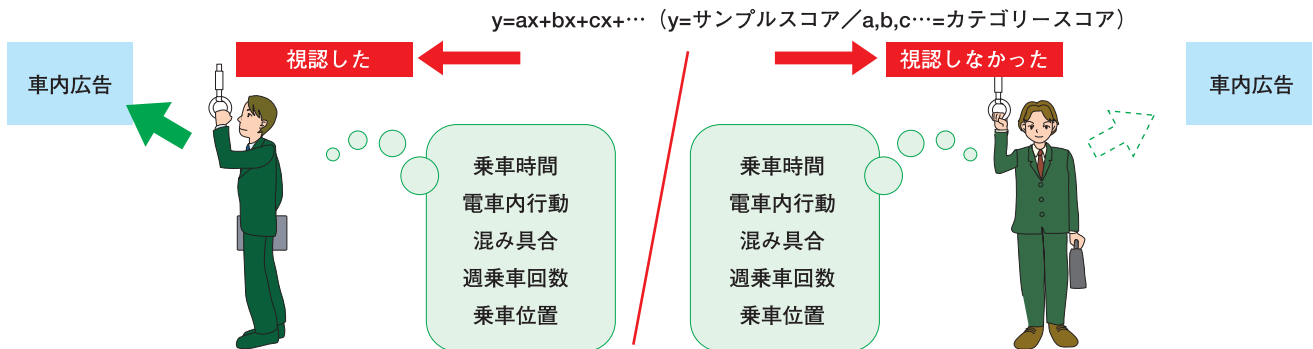 y=ax+bx+cx+…（y=サンプルスコア／a,b,c…=カテゴリースコア）
視認した
視認しなかった
車内広告
車内広告
乗車時間
電車内行動
混み具合
週乗車回数
乗車位置
乗車時間
電車内行動
混み具合
週乗車回数
乗車位置